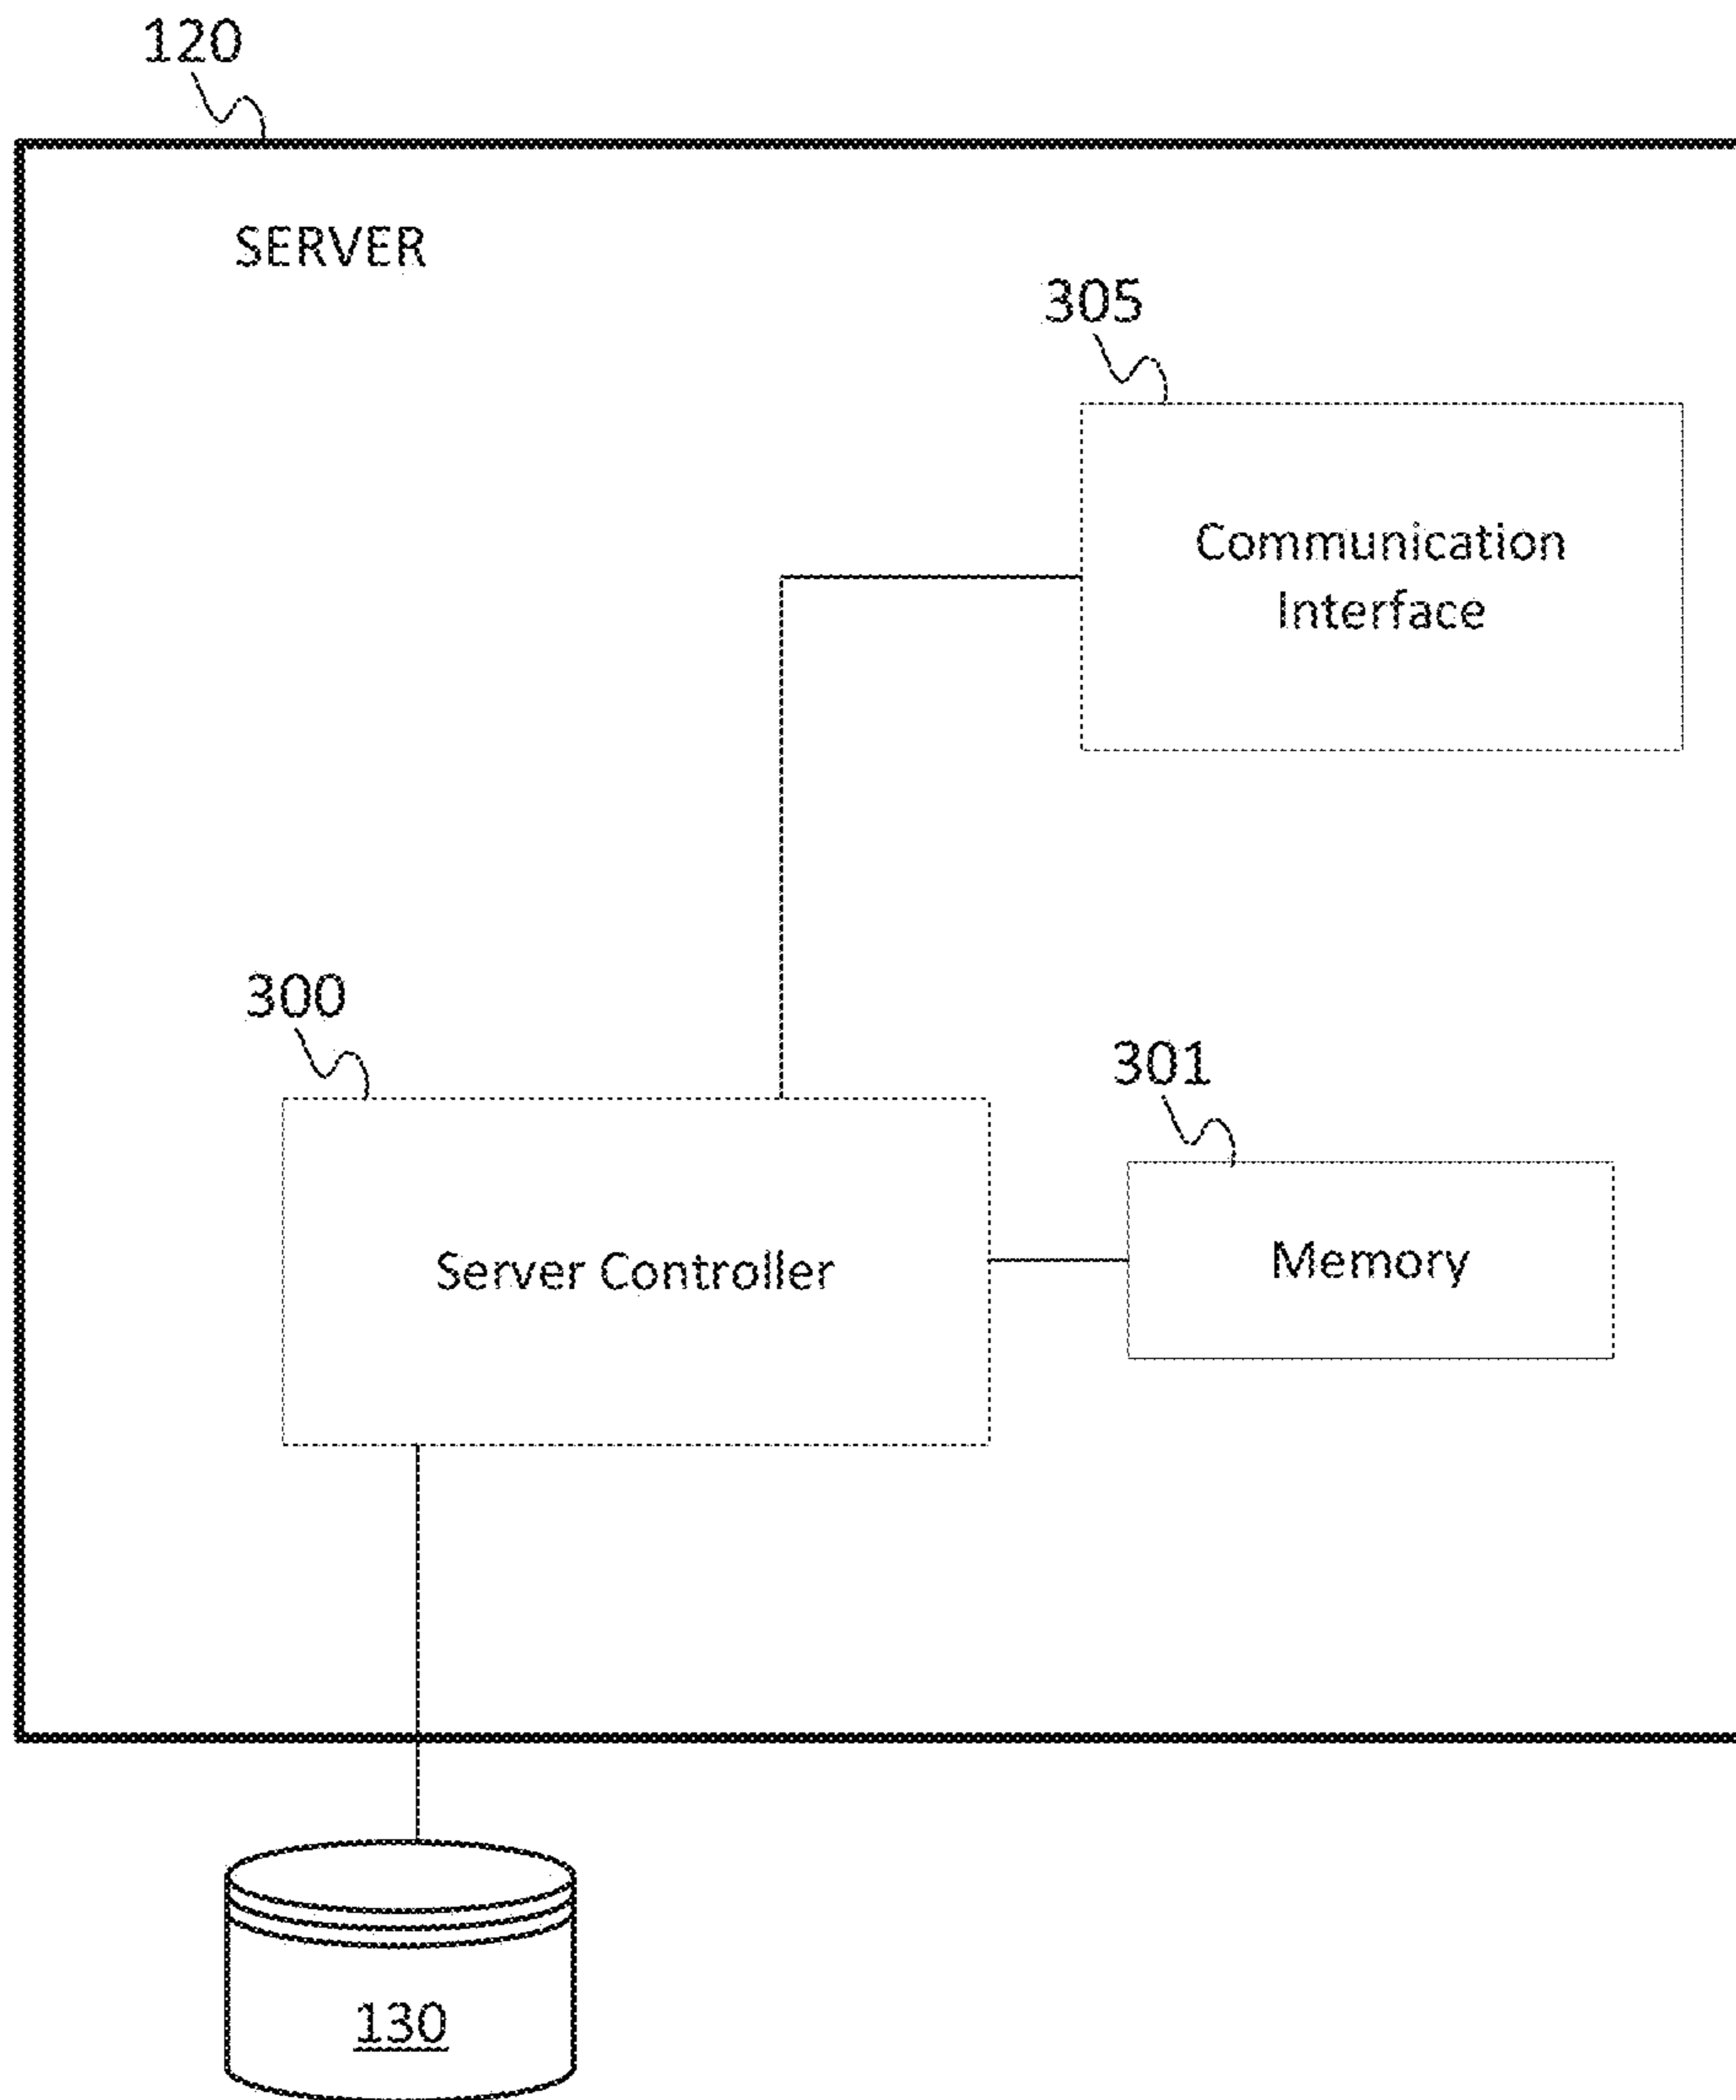 120
SERVER
305
Communication
Interface
300
301
Server Controller
Memory
130